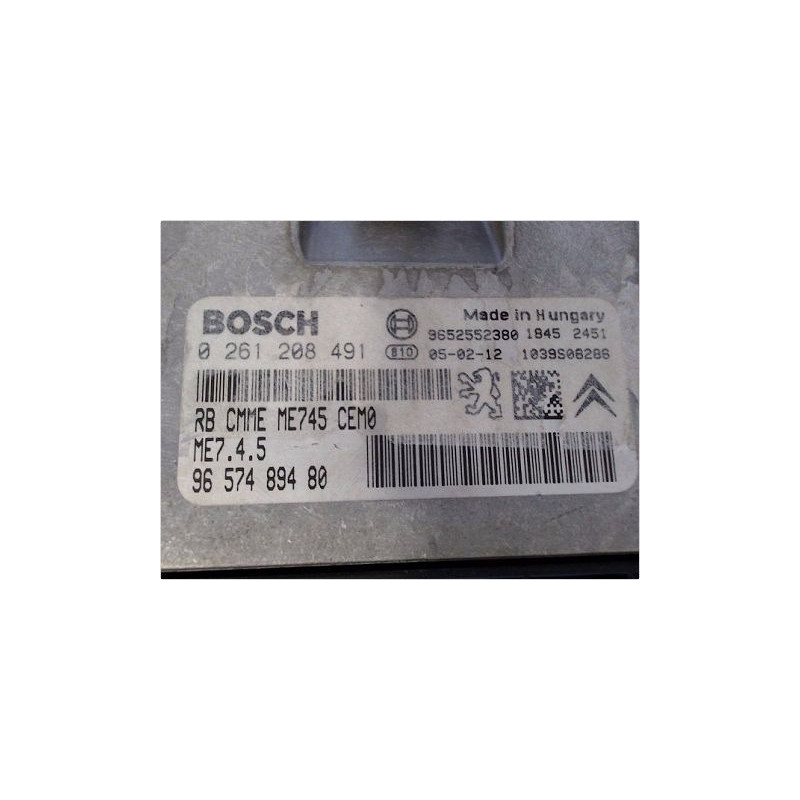 BOSCH
Made in Hungary
9652552380 1845 2451
0 261 208 491 810 05-02-12 1039S06286
RB CMME ME745 CEM0
ME7.4.5
96 574 894 80